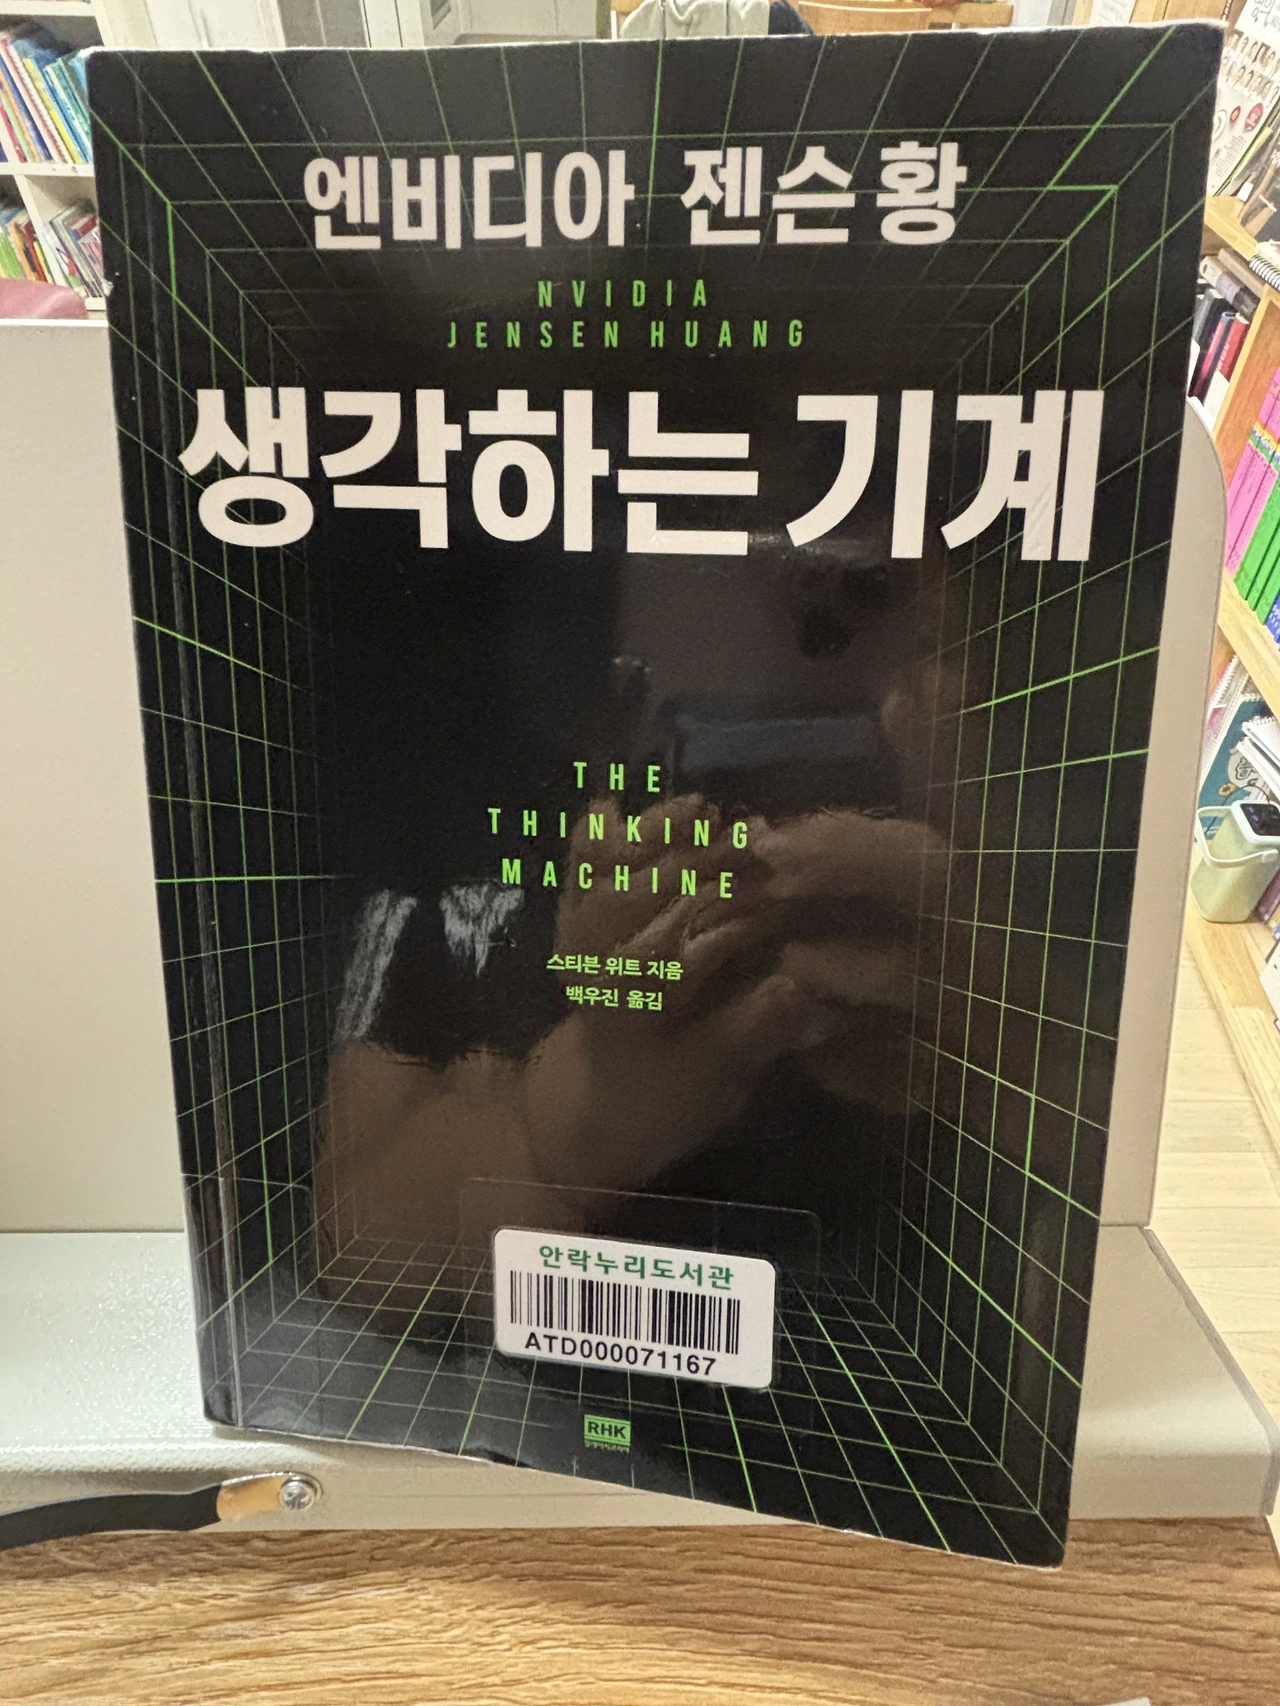 엔비디아 젠슨 황
NVIDIA
JENSEN HUANG
생각하는 기계
THE
THINKING
MACHINE
스티븐 위트 지음
백우진 옮김
안락누리도서관
ATD000071167
RHK